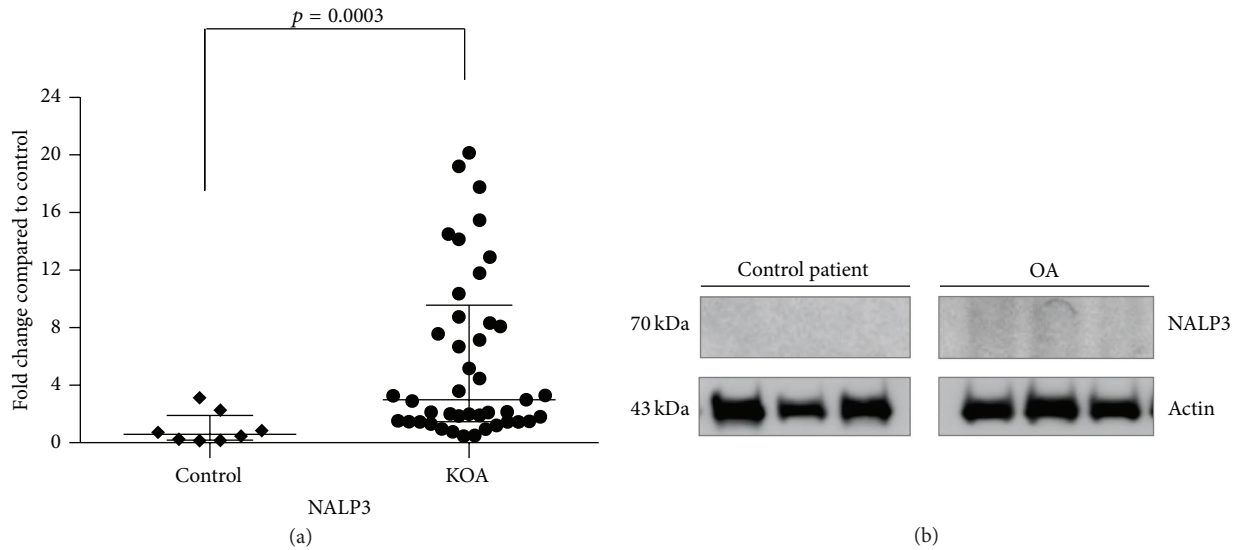 p = 0.0003
Fold change compared to control
24
20
16
12
8
4
0
Control
KOA
NALP3
(a)
Control patient
OA
70 kDa
NALP3
43 kDa
Actin
(b)